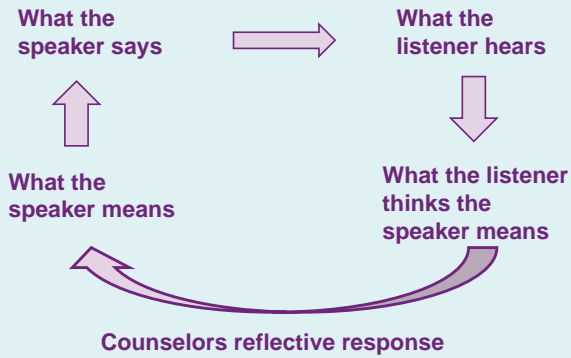 What the
speaker says
What the
listener hears
What the
speaker means
What the listener
thinks the
speaker means
Counselors reflective response